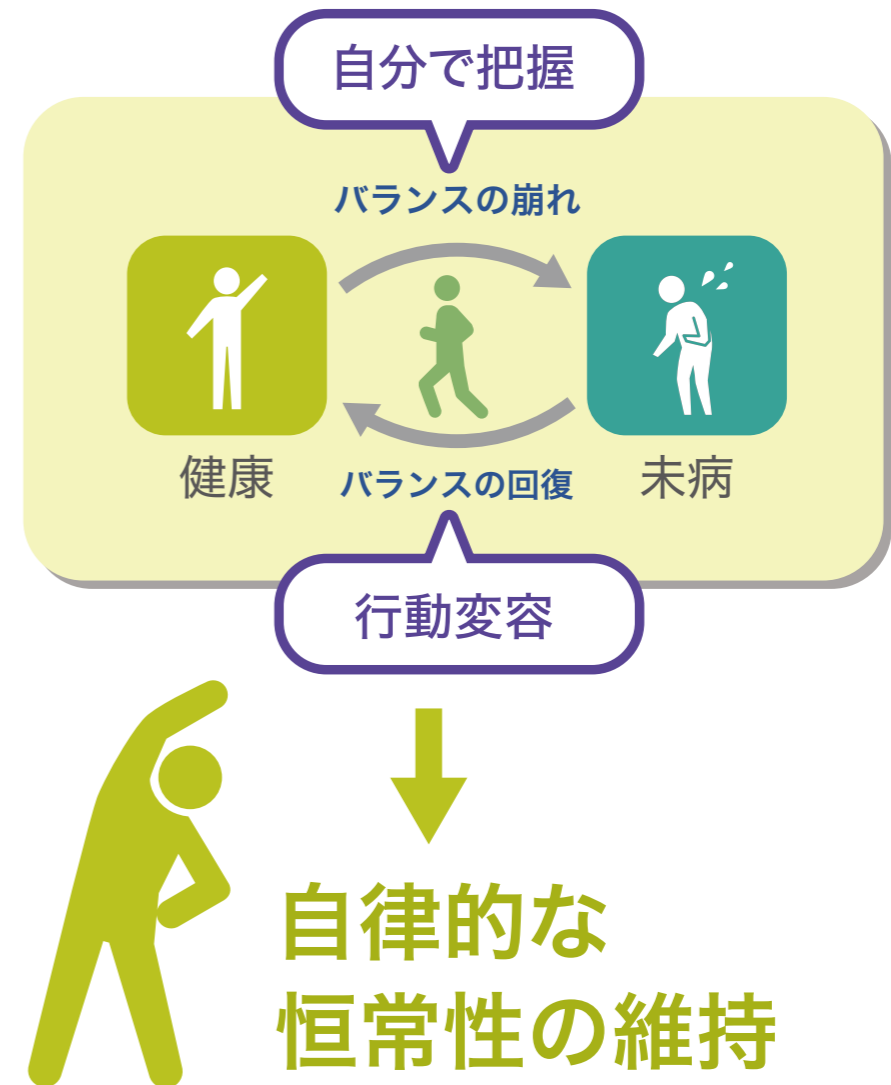 自分で把握
バランスの崩れ
健康
バランスの回復
未病
行動変容
自律的な
恒常性の維持